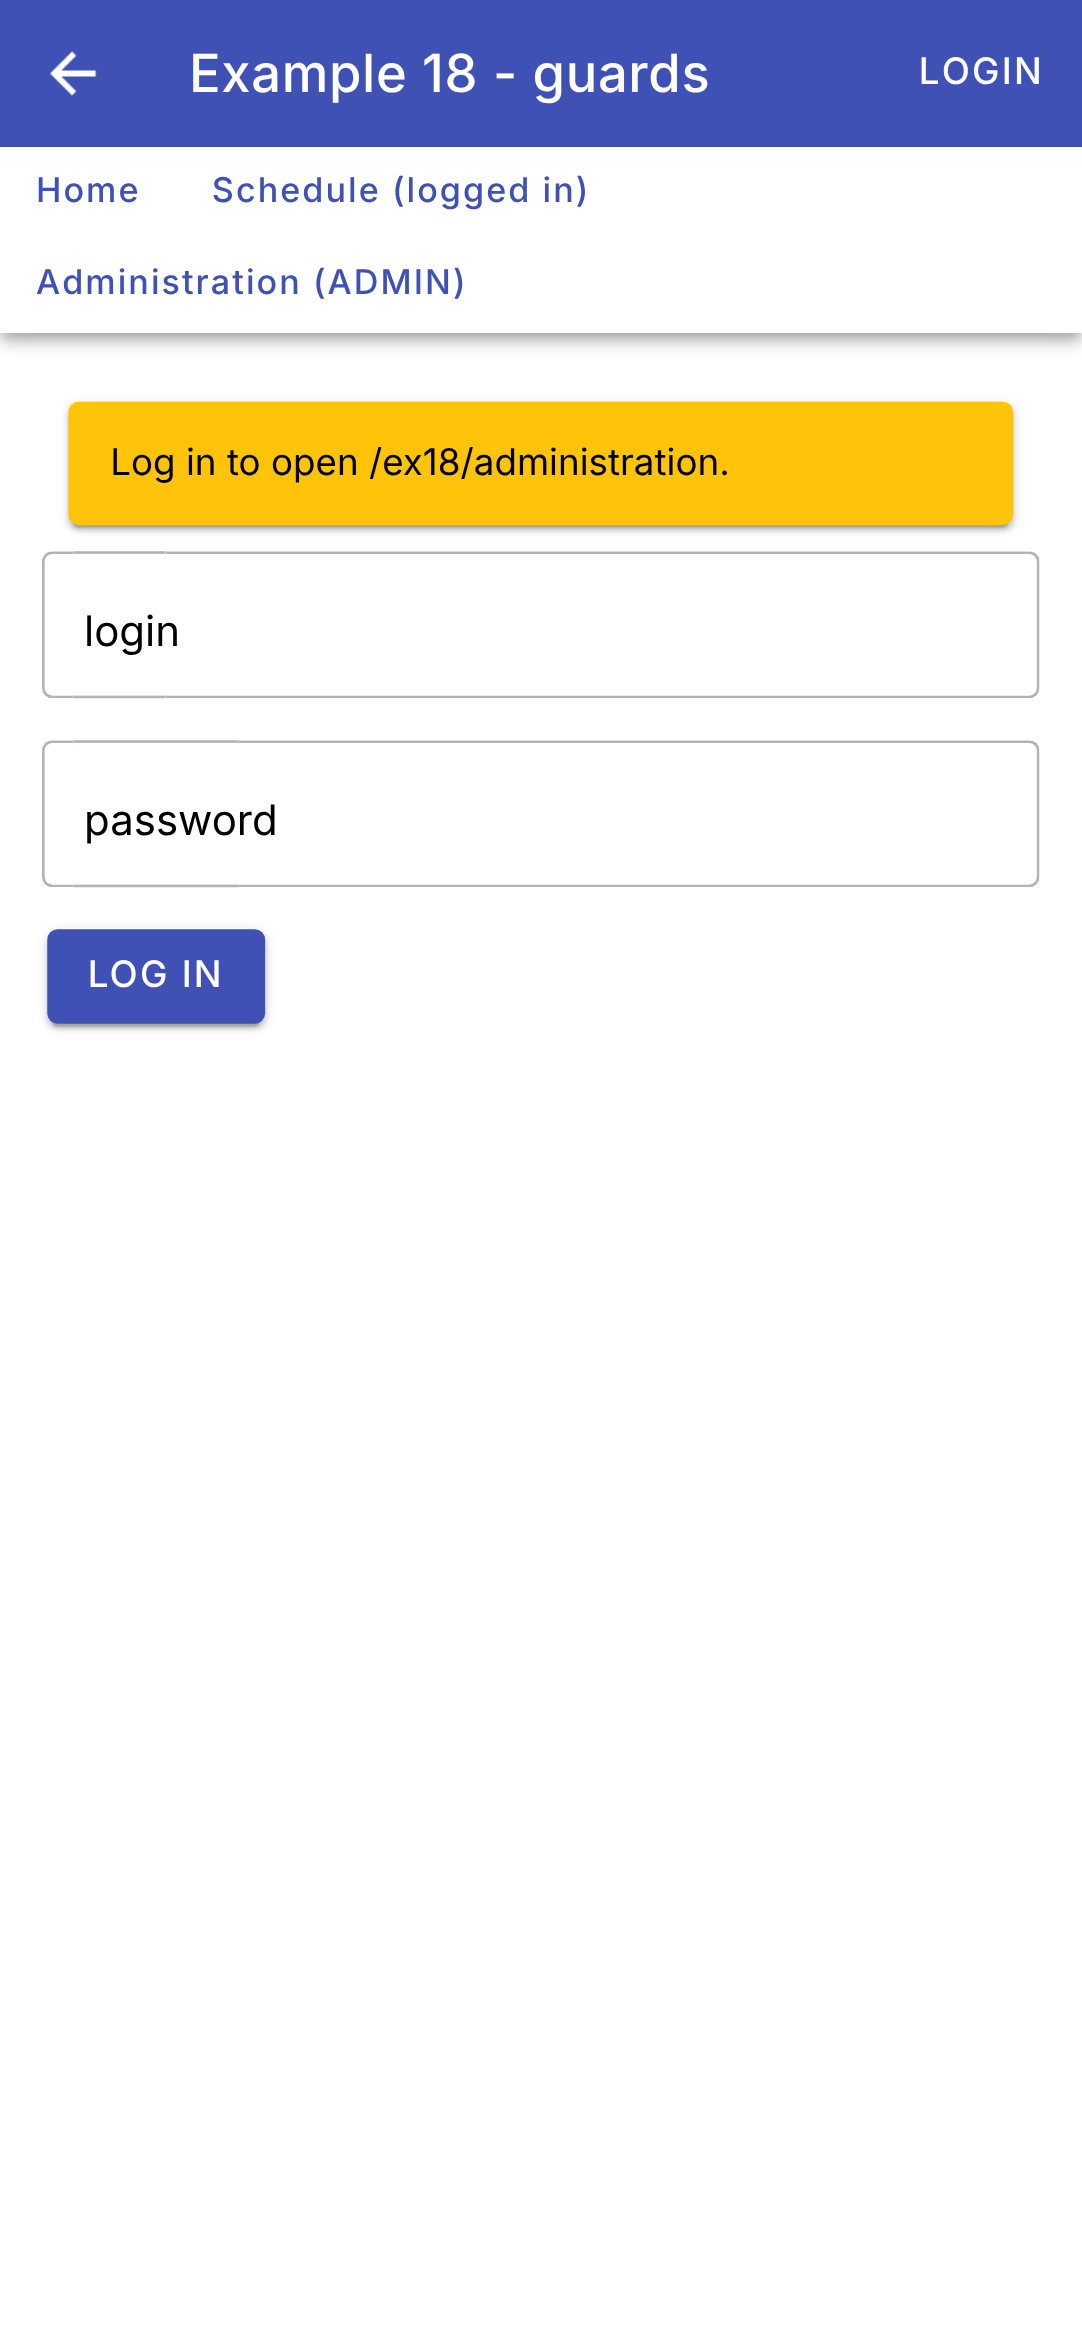 Example 18 - guards LOGIN
Home Schedule (logged in)
Administration (ADMIN)
Log in to open /ex18/administration.
login
password
LOG IN